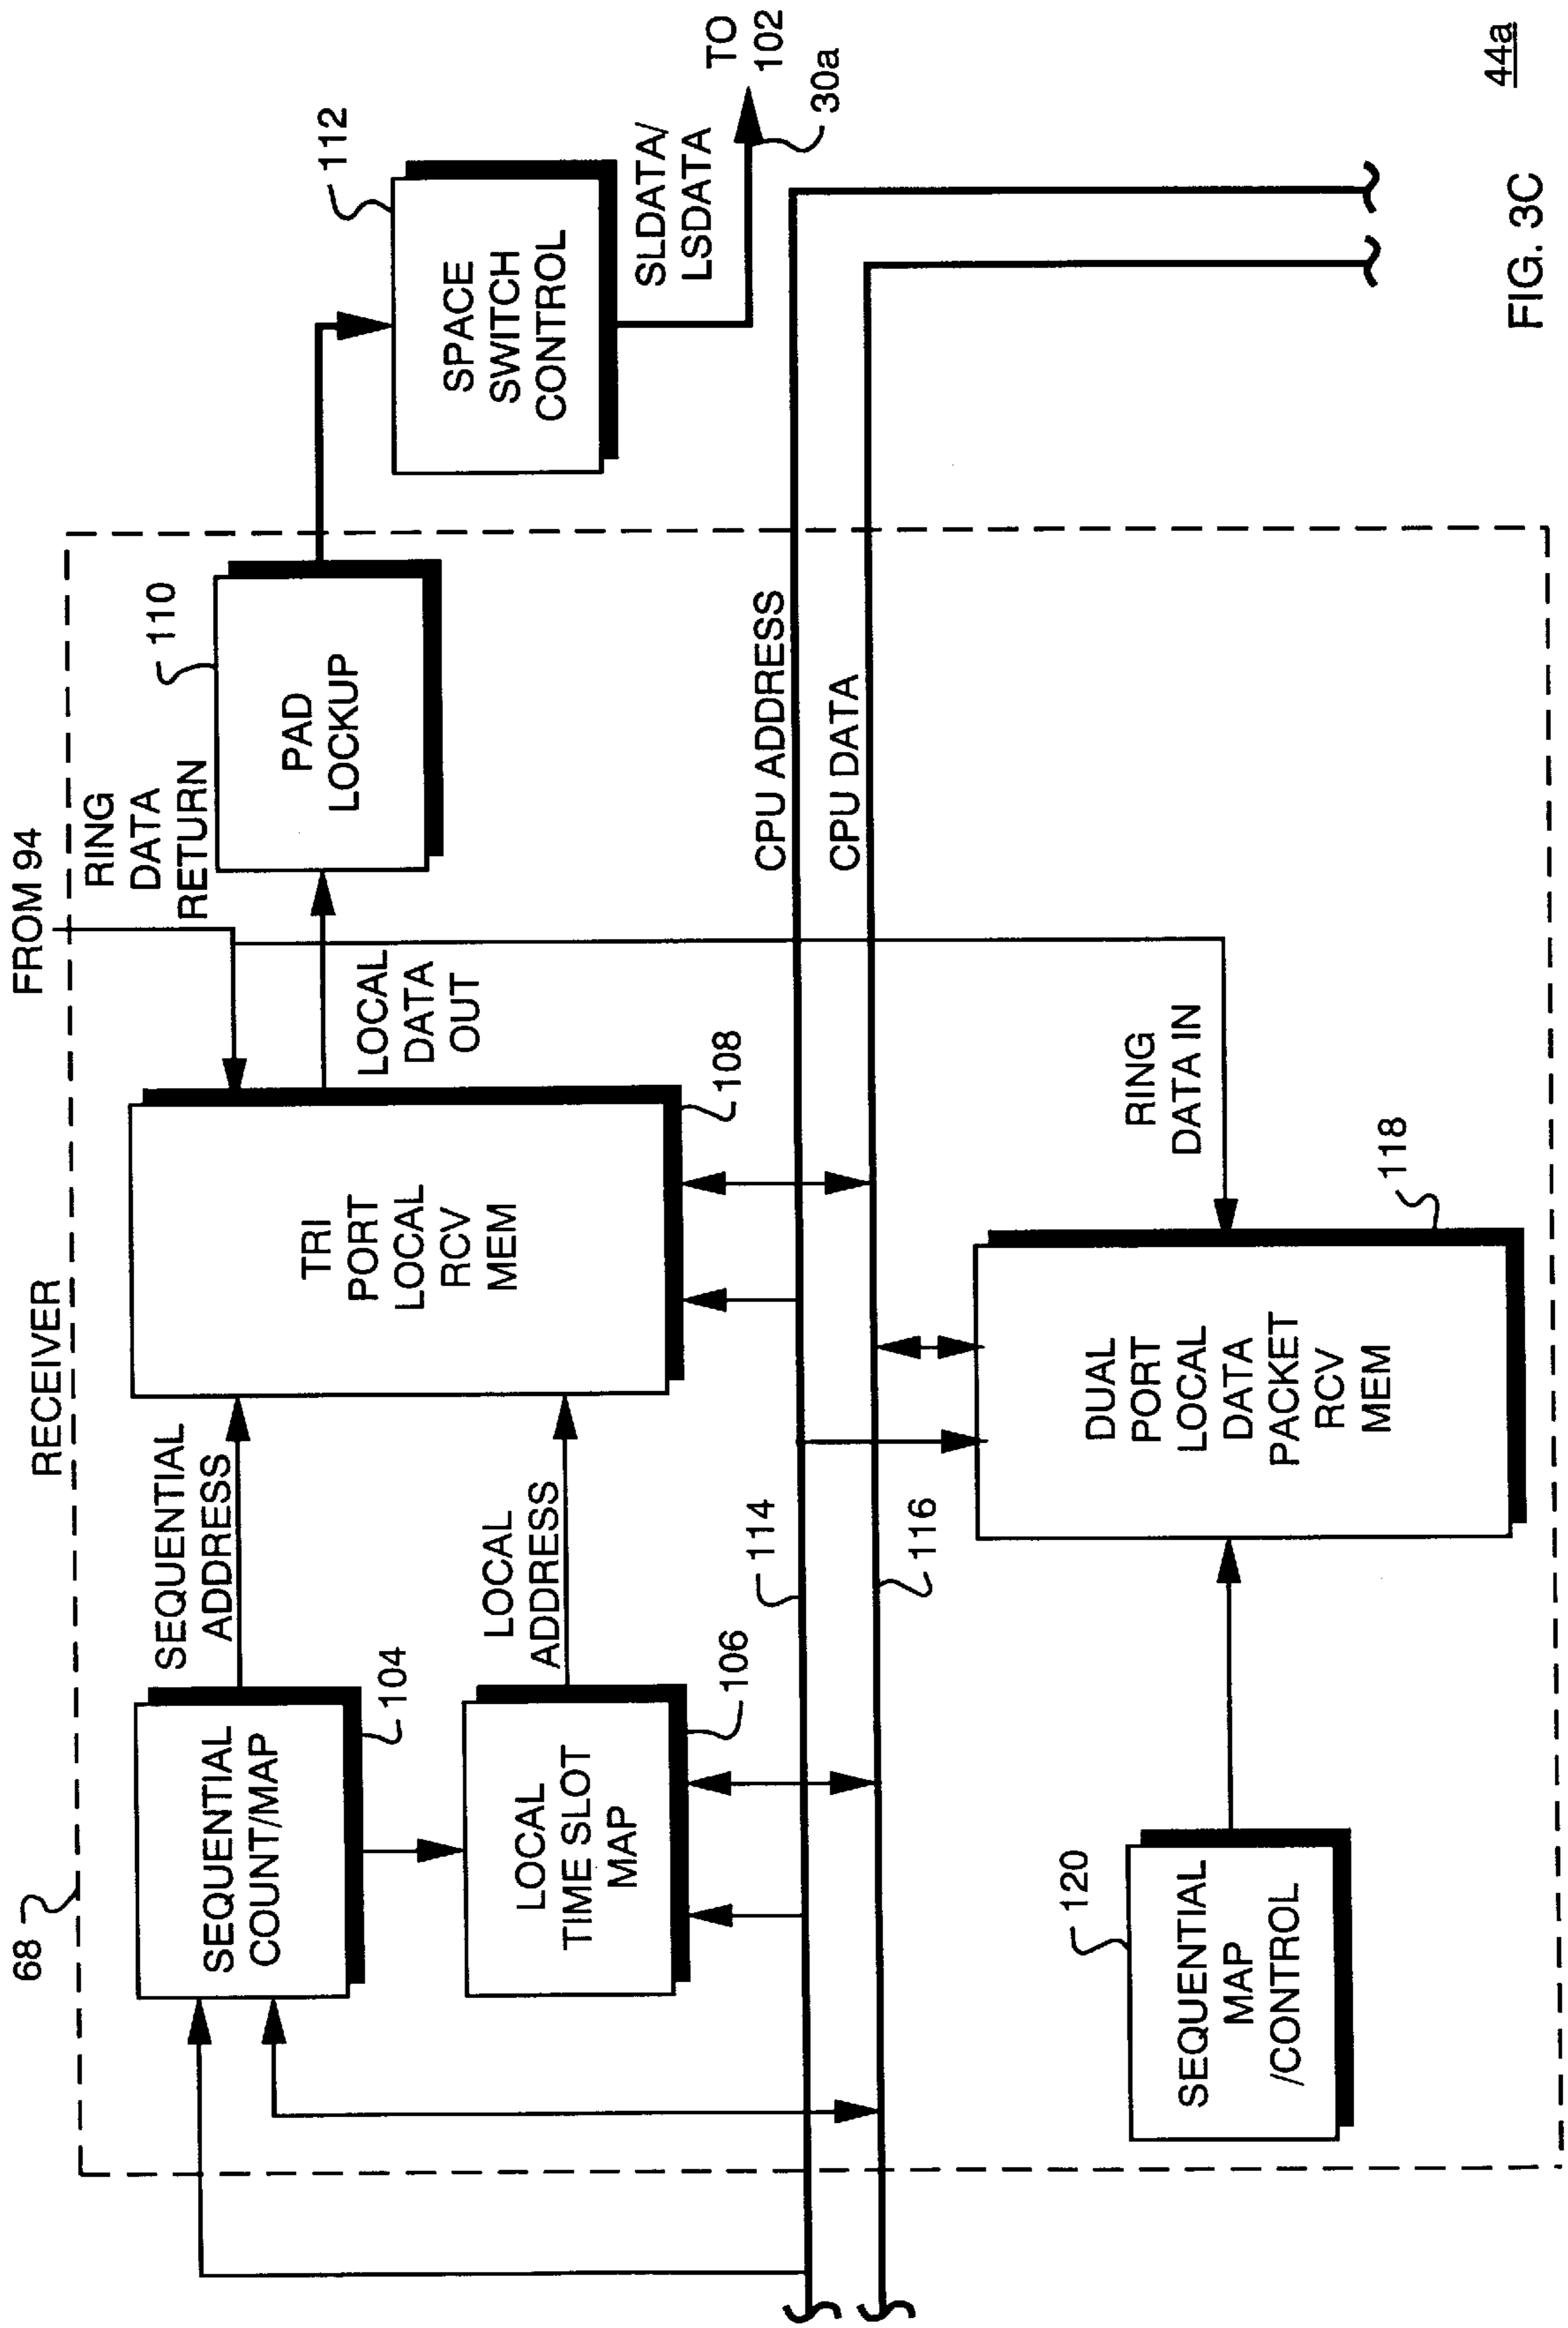 68
RECEIVER
FROM 94
SEQUENTIAL
COUNT/MAP
104
SEQUENTIAL
ADDRESS
LOCAL
TIME SLOT
MAP
106
LOCAL
ADDRESS
TRI
PORT
LOCAL
RCV
MEM
108
RING
DATA
RETURN
LOCAL
DATA
OUT
PAD
LOCKUP
110
SPACE
SWITCH
CONTROL
112
SLDATA/
LSDATA
TO
102
30a
114
CPU ADDRESS
116
CPU DATA
SEQUENTIAL
MAP
/CONTROL
120
DUAL
PORT
LOCAL
DATA
PACKET
RCV
MEM
118
RING
DATA IN
FIG. 3C
44a